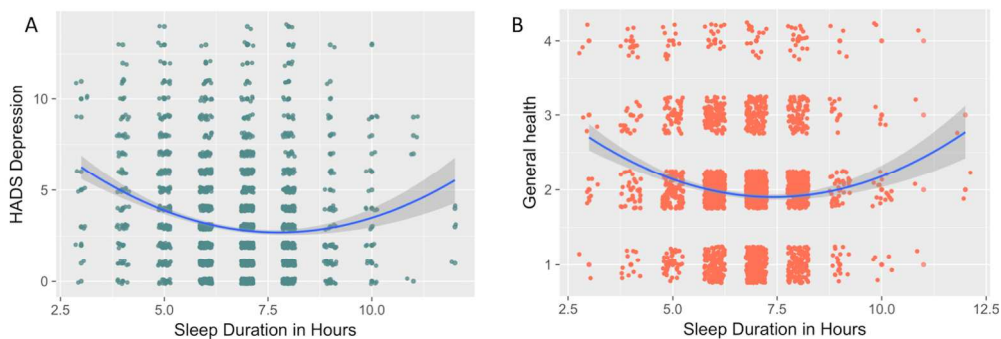 A
HADS Depression
10
5
0
2.5
5.0
7.5
10.0
Sleep Duration in Hours
B
General health
4
3
2
1
2.5
5.0
7.5
10.0
12.5
Sleep Duration in Hours